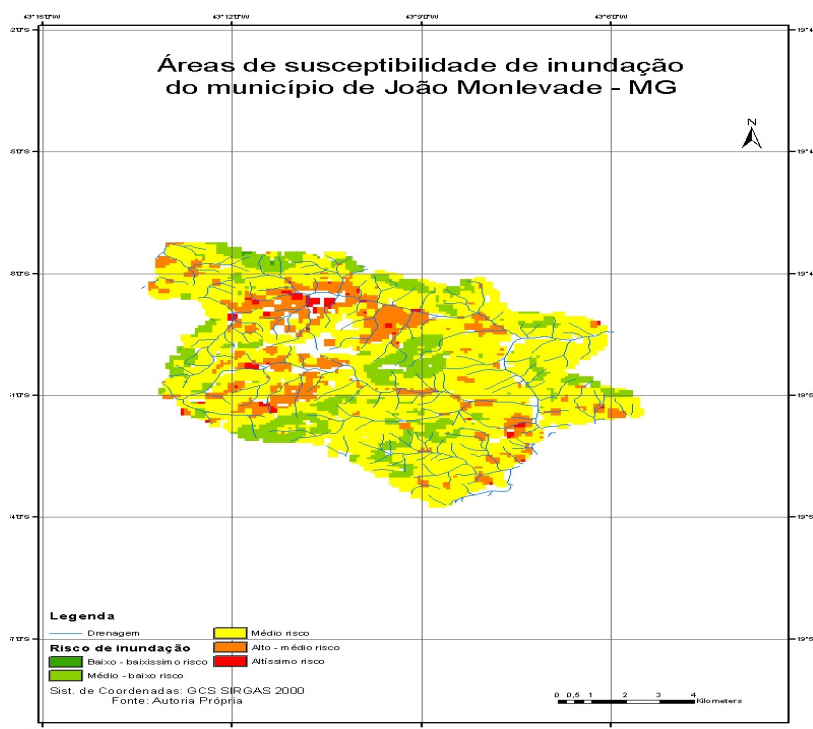 Áreas de susceptibilidade de inundação
do município de João Monlevade - MG
N
Legenda
Drenagem
Risco de inundação
Baixo - baixissimo risco
Médio - baixo risco
Médio risco
Alto - médio risco
Altíssimo risco
Sist. de Coordenadas: GCS SIRGAS 2000
Fonte: Autoria Própria
0 0,5 1 2 3 4
Kilometers